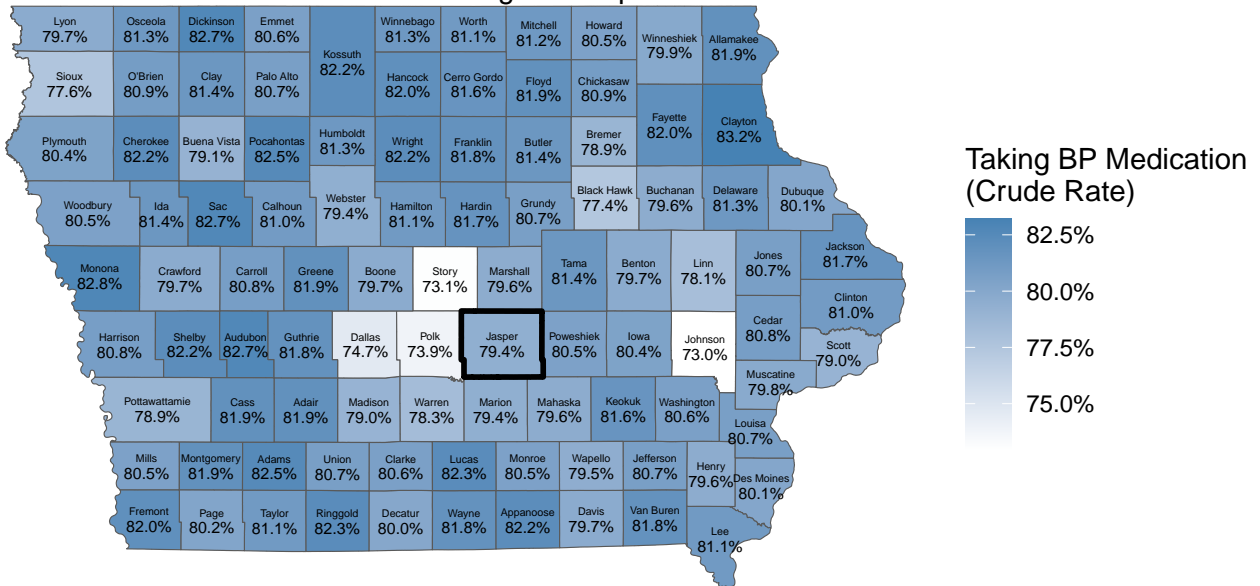 Lyon
79.7%
Osceola
81.3%
Dickinson
82.7%
Emmet
80.6%
Winnebago
81.3%
Worth
81.1%
Mitchell
81.2%
Howard
80.5%
Winneshiek
79.9%
Allamakee
81.9%
Kossuth
82.2%
Sioux
77.6%
O'Brien
80.9%
Clay
81.4%
Palo Alto
80.7%
Hancock
82.0%
Cerro Gordo
81.6%
Floyd
81.9%
Chickasaw
80.9%
Fayette
82.0%
Clayton
83.2%
Plymouth
80.4%
Cherokee
82.2%
Buena Vista
79.1%
Pocahontas
82.5%
Humboldt
81.3%
Wright
82.2%
Franklin
81.8%
Butler
81.4%
Bremer
78.9%
Woodbury
80.5%
Ida
81.4%
Sac
82.7%
Calhoun
81.0%
Webster
79.4%
Hamilton
81.1%
Hardin
81.7%
Grundy
80.7%
Black Hawk
77.4%
Buchanan
79.6%
Delaware
81.3%
Dubuque
80.1%
Monona
82.8%
Crawford
79.7%
Carroll
80.8%
Greene
81.9%
Boone
79.7%
Story
73.1%
Marshall
79.6%
Tama
81.4%
Benton
79.7%
Linn
78.1%
Jones
80.7%
Jackson
81.7%
Clinton
81.0%
Harrison
80.8%
Shelby
82.2%
Audubon
82.7%
Guthrie
81.8%
Dallas
74.7%
Polk
73.9%
Jasper
79.4%
Poweshiek
80.5%
Iowa
80.4%
Johnson
73.0%
Cedar
80.8%
Scott
79.0%
Muscatine
79.8%
Pottawattamie
78.9%
Cass
81.9%
Adair
81.9%
Madison
79.0%
Warren
78.3%
Marion
79.4%
Mahaska
79.6%
Keokuk
81.6%
Washington
80.6%
Louisa
80.7%
Mills
80.5%
Montgomery
81.9%
Adams
82.5%
Union
80.7%
Clarke
80.6%
Lucas
82.3%
Monroe
80.5%
Wapello
79.5%
Jefferson
80.7%
Henry
79.6%
Des Moines
80.1%
Fremont
82.0%
Page
80.2%
Taylor
81.1%
Ringgold
82.3%
Decatur
80.0%
Wayne
81.8%
Appanoose
82.2%
Davis
79.7%
Van Buren
81.8%
Lee
81.1%
Taking BP Medication
(Crude Rate)
82.5%
80.0%
77.5%
75.0%